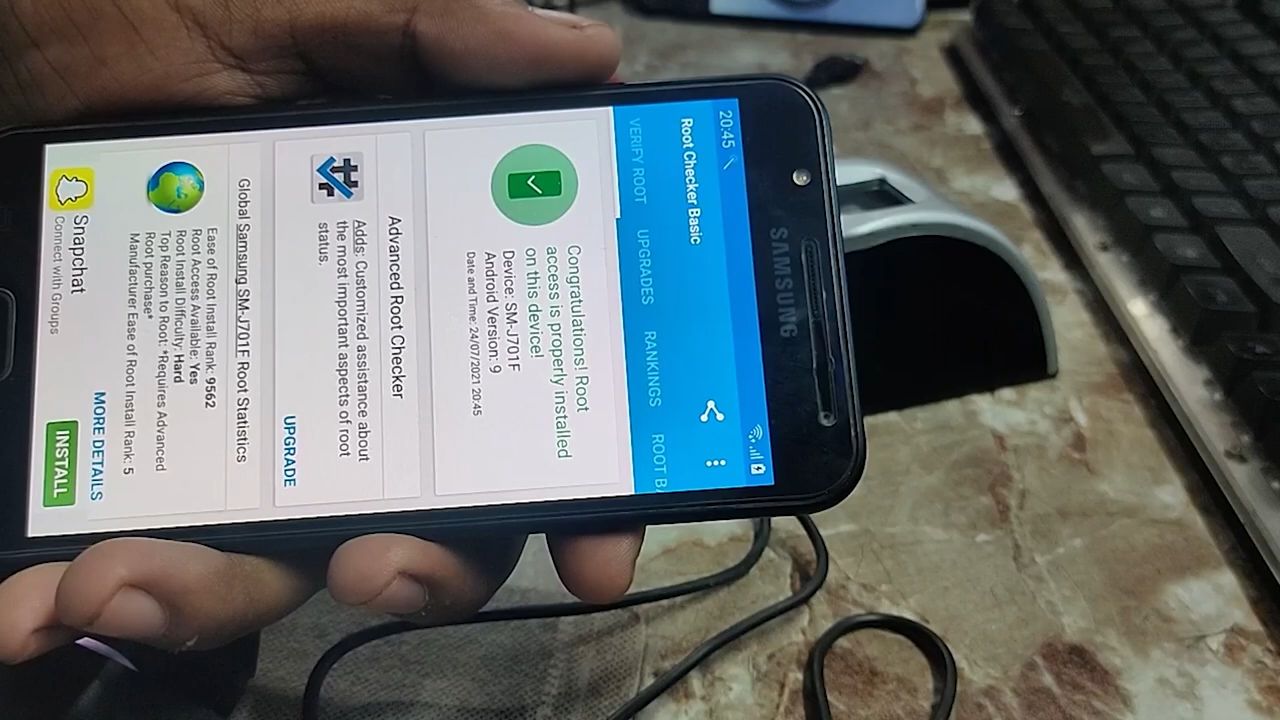 SAMSUNG
20:45
Root Checker Basic
VERIFY ROOT UPGRADES RANKINGS ROOT BA
Congratulations! Root
access is properly installed
on this device!
Device: SM-J701F
Android Version: 9
Date and Time: 24/07/2021 20:45
Advanced Root Checker
Adds: Customized assistance about
the most important aspects of root
status.
UPGRADE
Global Samsung SM-J701F Root Statistics
Ease of Root Install Rank: 9562
Root Access Available: Yes
Root Install Difficulty: Hard
Top Reason to Root: *Requires Advanced
Root purchase*
Manufacturer Ease of Root Install Rank: 5
MORE DETAILS
Snapchat
Connect with Groups
INSTALL